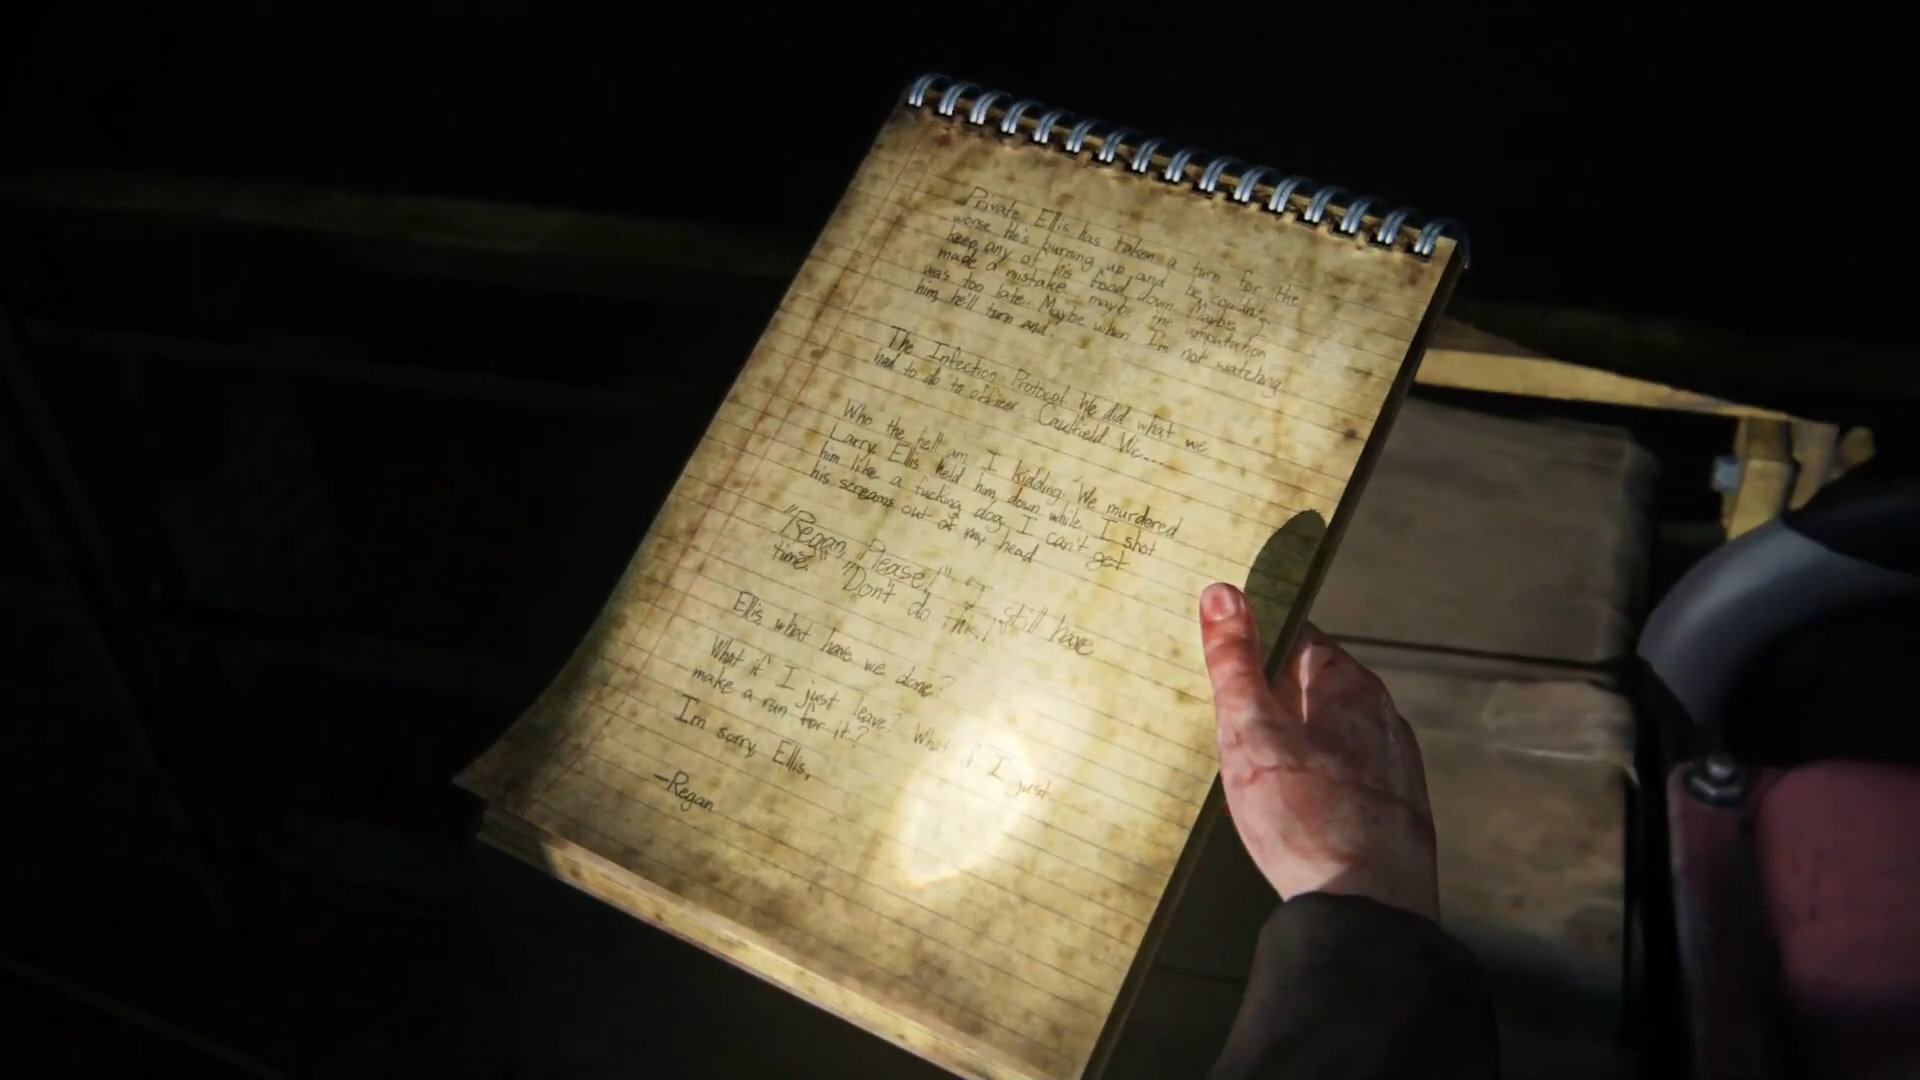 Private Ellis has taken a turn for the
worse. He's burning up and he couldn't
keep any of his food down. Maybe I
made a mistake... maybe the amputation
was too late. Maybe when I'm not watching
him, he'll turn and...
The Infection Protocol. We did what we
had to do to officer Caulfield. We....
Who the hell am I kidding. We murdered
Larry. Ellis held him down while I shot
him like a fucking dog. I can't get
his screams out of my head
"Regan, Please!" "I still have
time." "Don't do this!"
Ellis, what have we done?
What if I just leave? What if I just
make a run for it?
I'm sorry, Ellis,
-Regan